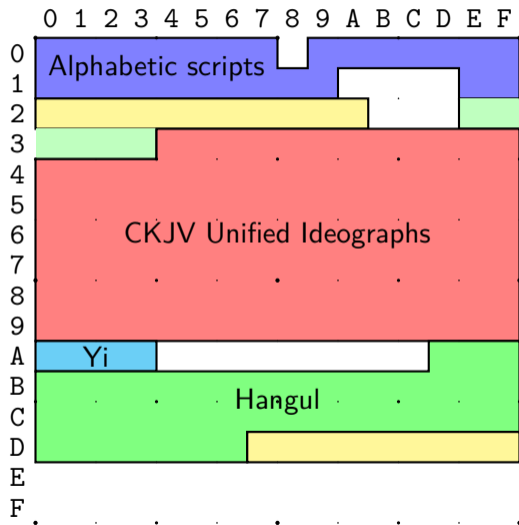 0 1 2 3 4 5 6 7 8 9 A B C D E F
0
Alphabetic scripts
1
2
3
4
5
6
CKJV Unified Ideographs
7
8
9
A
Yi
B
Hangul
C
D
E
F